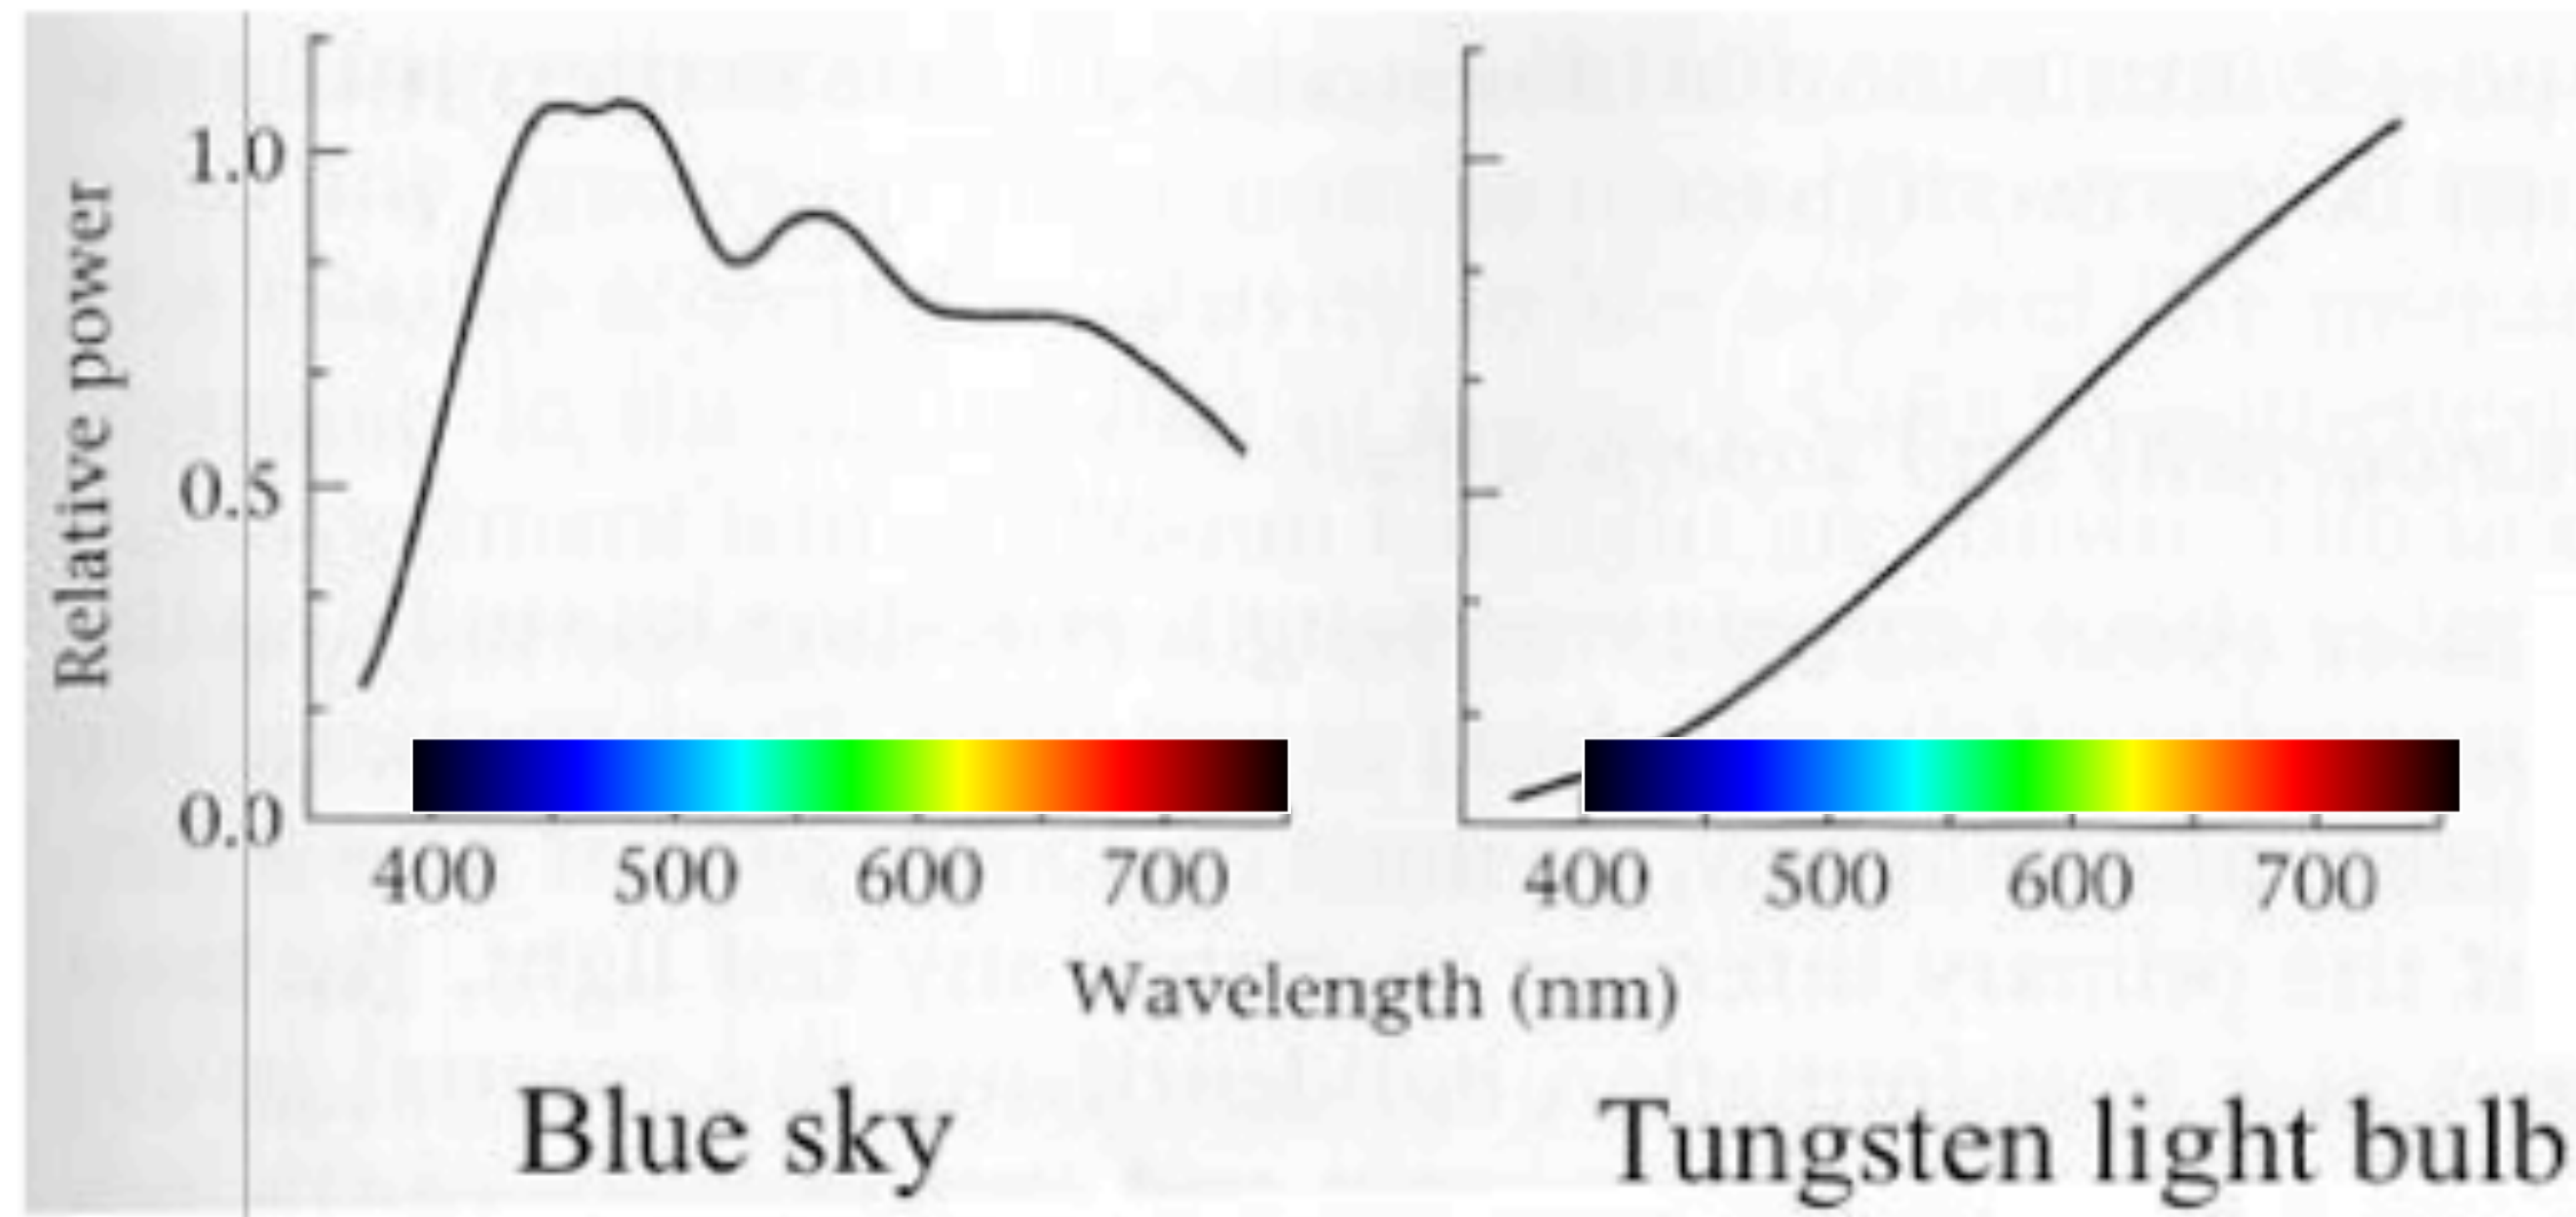 Relative power
1.0
0.5
0.0
400 500 600 700
400 500 600 700
Wavelength (nm)
Blue sky
Tungsten light bulb